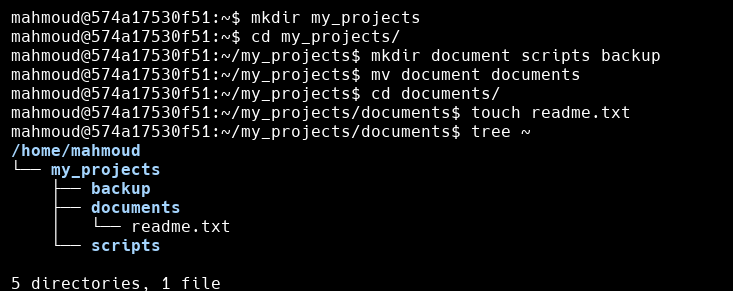 mahmoud@574a17530f51:~$ mkdir my_projects
mahmoud@574a17530f51:~$ cd my_projects/
mahmoud@574a17530f51:~/my_projects$ mkdir document scripts backup
mahmoud@574a17530f51:~/my_projects$ mv document documents
mahmoud@574a17530f51:~/my_projects$ cd documents/
mahmoud@574a17530f51:~/my_projects/documents$ touch readme.txt
mahmoud@574a17530f51:~/my_projects/documents$ tree ~
/home/mahmoud
└── my_projects
    ├── backup
    ├── documents
    │   └── readme.txt
    └── scripts

5 directories, 1 file